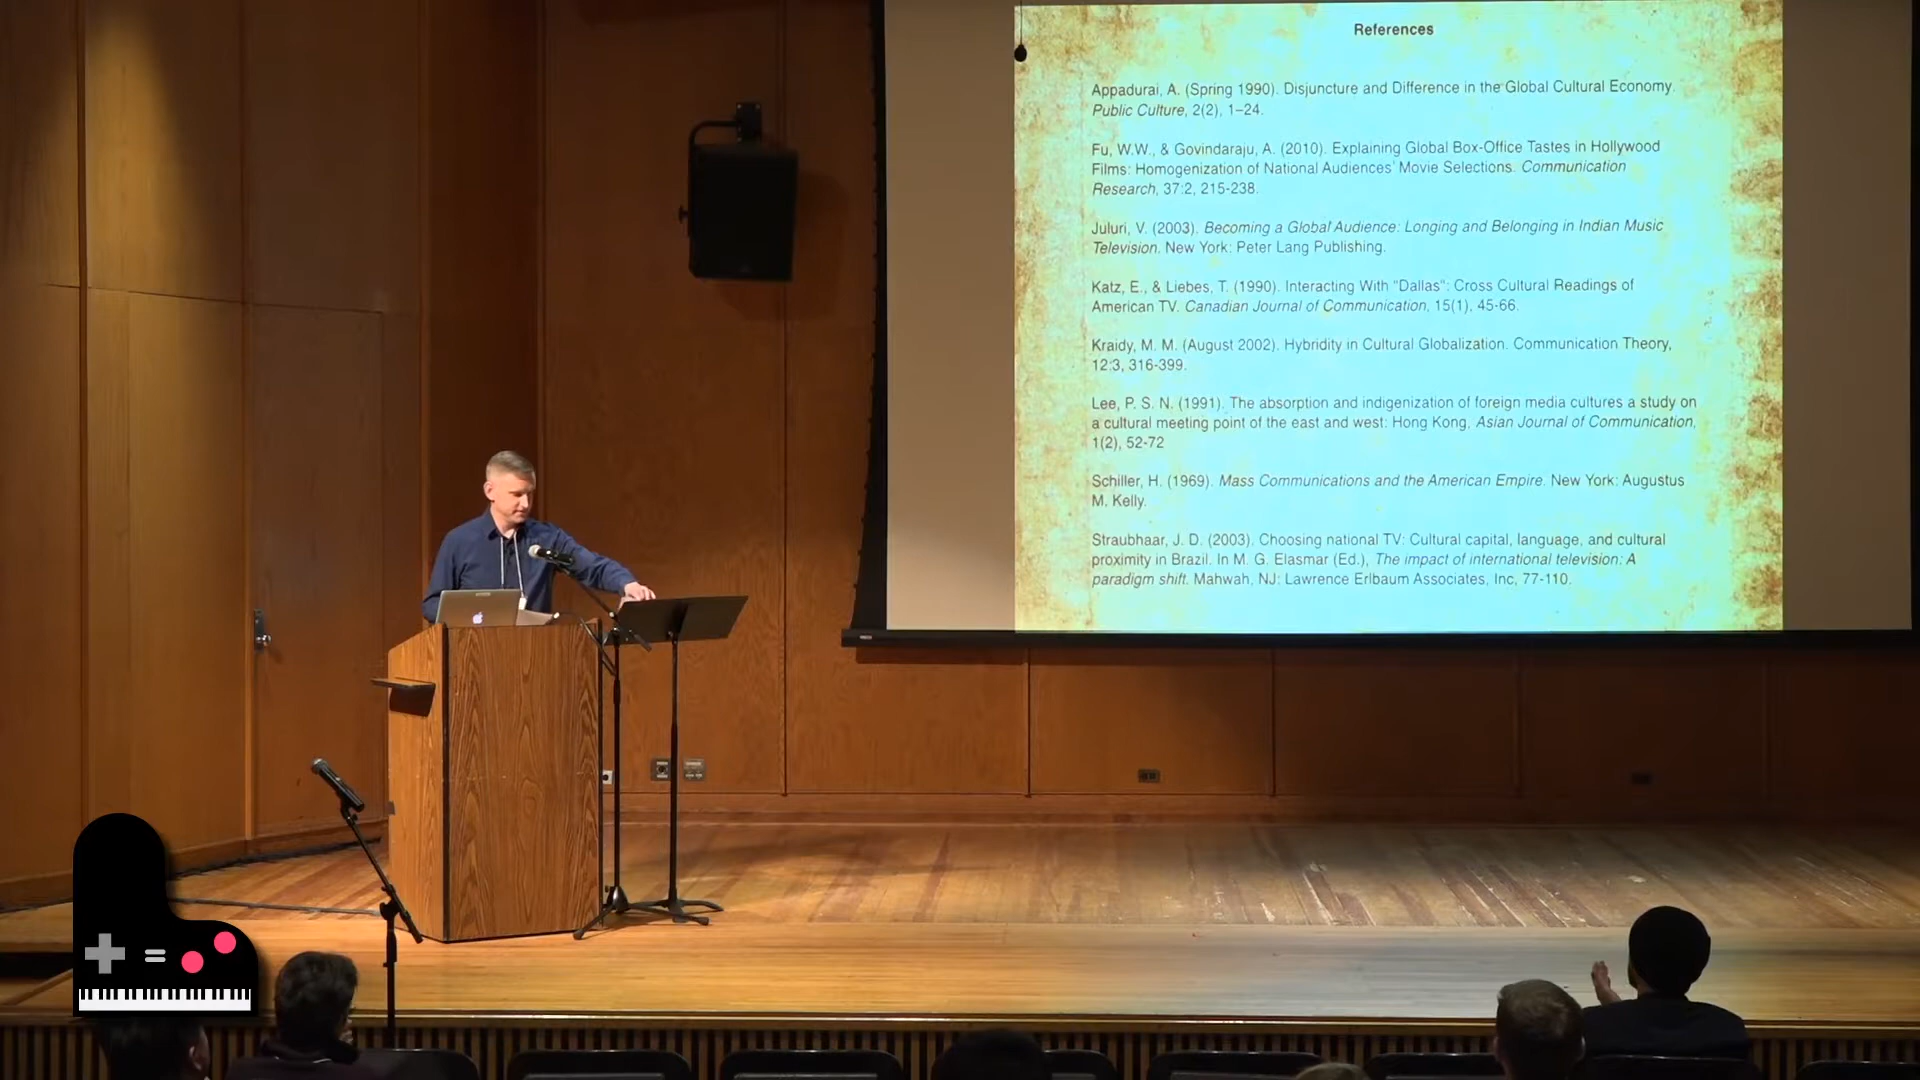 References
Appadurai, A. (Spring 1990). Disjuncture and Difference in the Global Cultural Economy.
Public Culture, 2(2), 1–24.
Fu, W.W., & Govindaraju, A. (2010). Explaining Global Box-Office Tastes in Hollywood
Films: Homogenization of National Audiences' Movie Selections. Communication
Research, 37:2, 215-238.
Juluri, V. (2003). Becoming a Global Audience: Longing and Belonging in Indian Music
Television. New York: Peter Lang Publishing.
Katz, E., & Liebes, T. (1990). Interacting With "Dallas": Cross Cultural Readings of
American TV. Canadian Journal of Communication, 15(1), 45-66.
Kraidy, M. M. (August 2002). Hybridity in Cultural Globalization. Communication Theory,
12:3, 316-399.
Lee, P. S. N. (1991). The absorption and indigenization of foreign media cultures a study on
a cultural meeting point of the east and west: Hong Kong, Asian Journal of Communication,
1(2), 52-72
Schiller, H. (1969). Mass Communications and the American Empire. New York: Augustus
M. Kelly.
Straubhaar, J. D. (2003). Choosing national TV: Cultural capital, language, and cultural
proximity in Brazil. In M. G. Elasmar (Ed.), The impact of international television: A
paradigm shift. Mahwah, NJ: Lawrence Erlbaum Associates, Inc, 77-110.